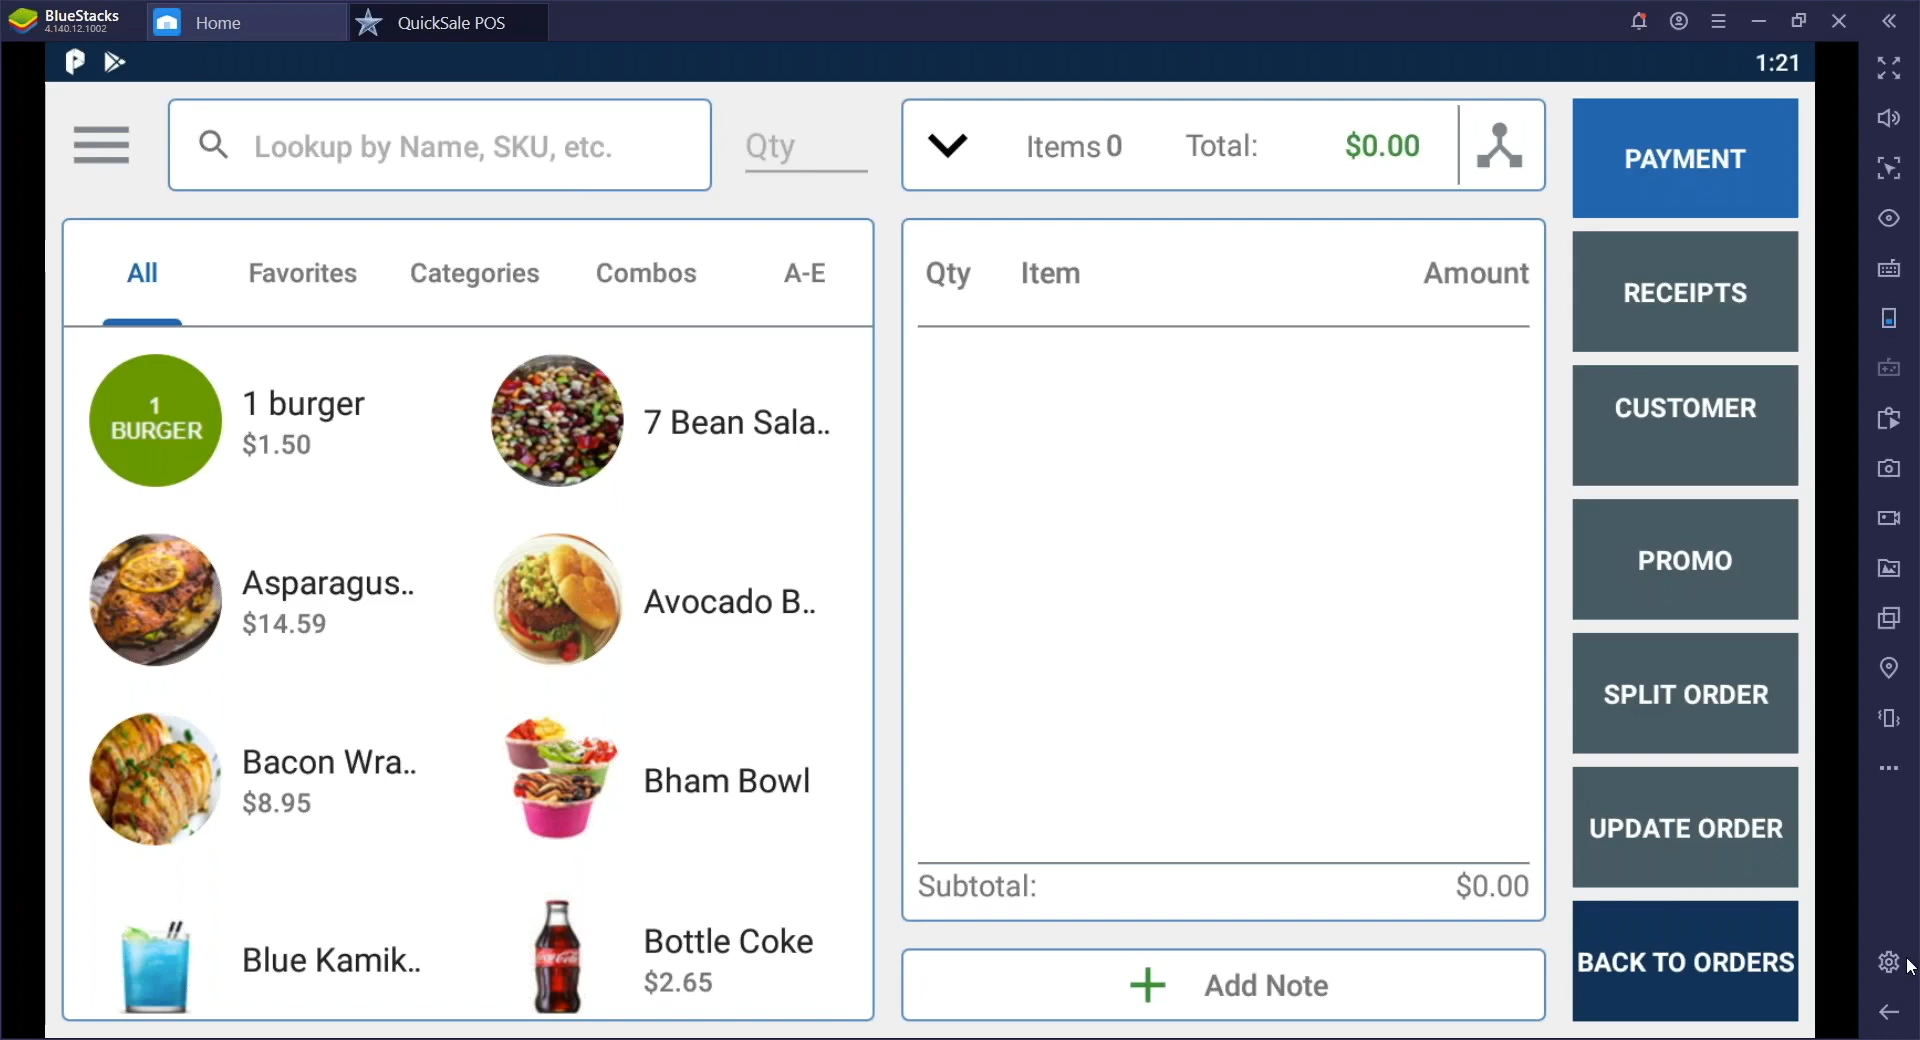 BlueStacks
4.140.12.1002
Home
QuickSale POS
1:21
Lookup by Name, SKU, etc.
Qty
Items 0
Total:
$0.00
PAYMENT
RECEIPTS
CUSTOMER
PROMO
SPLIT ORDER
UPDATE ORDER
BACK TO ORDERS
All
Favorites
Categories
Combos
A-E
1
BURGER
1 burger
$1.50
7 Bean Sala..
Asparagus..
$14.59
Avocado B..
Bacon Wra..
$8.95
Bham Bowl
Blue Kamik..
Coca-Cola
Bottle Coke
$2.65
Qty
Item
Amount
Subtotal:
$0.00
Add Note